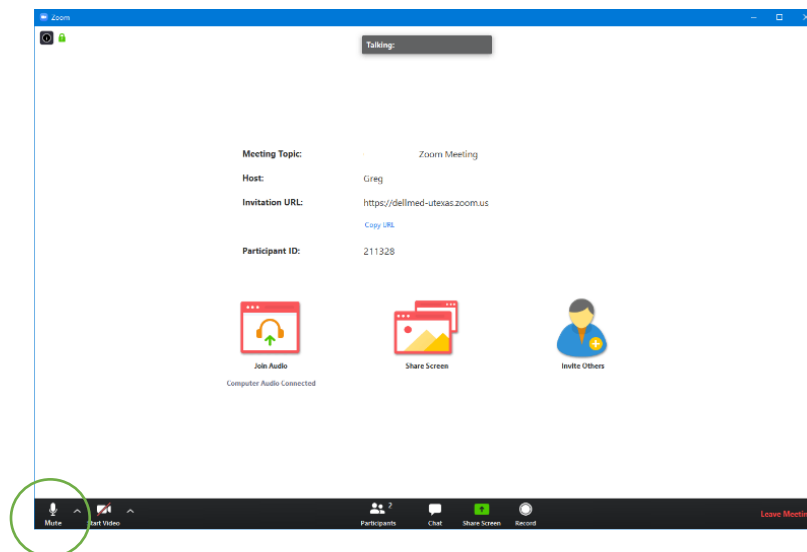 Zoom
Talking:
Meeting Topic: Zoom Meeting
Host: Greg
Invitation URL: https://dellmed-utexas.zoom.us
Copy URL
Participant ID: 211328
Join Audio Share Screen Invite Others
Computer Audio Connected
2
Mute Start Video Participants Chat Share Screen Record Leave Meetin